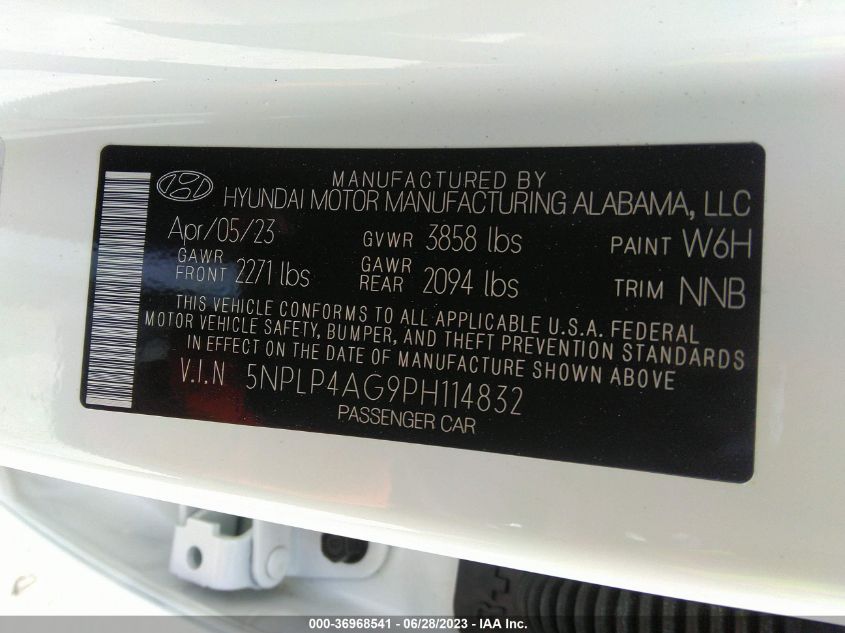 MANUFACTURED BY
HYUNDAI MOTOR MANUFACTURING ALABAMA, LLC
Apr/05/23 GVWR 3858 lbs PAINT W6H
GAWR FRONT 2271 lbs GAWR REAR 2094 lbs TRIM NNB
THIS VEHICLE CONFORMS TO ALL APPLICABLE U.S.A. FEDERAL
MOTOR VEHICLE SAFETY, BUMPER, AND THEFT PREVENTION STANDARDS
IN EFFECT ON THE DATE OF MANUFACTURE SHOWN ABOVE
V.I.N 5NPLP4AG9PH114832
PASSENGER CAR
000-36968541 / 06/28/2023 - IAA Inc.